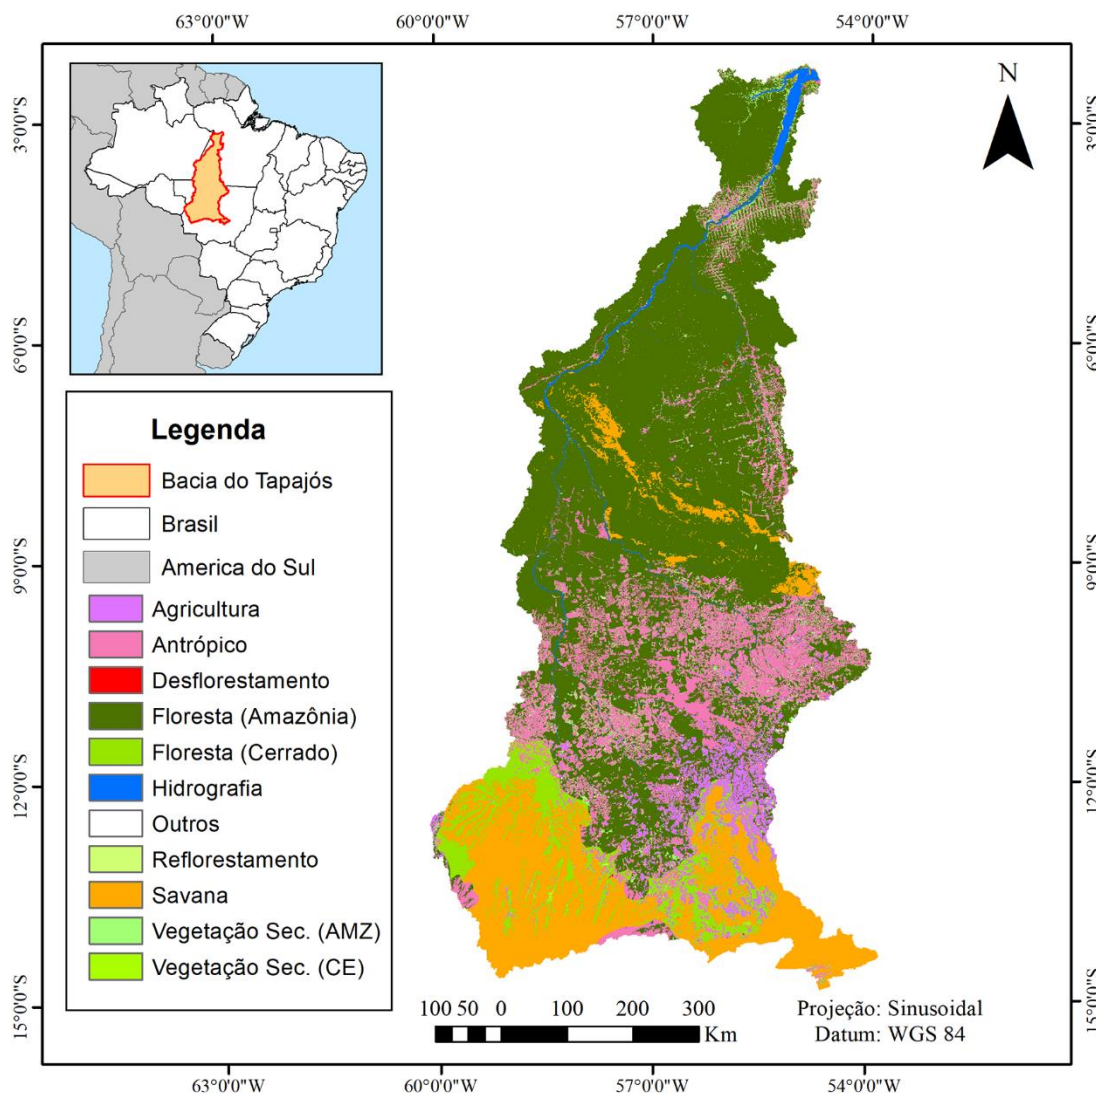 63°0'0"W 60°0'0"W 57°0'0"W 54°0'0"W
N
3°0'0"S 3°0'0"S
6°0'0"S 6°0'0"S
Legenda
Bacia do Tapajós
Brasil
America do Sul
9°0'0"S 9°0'0"S
Agricultura
Antrópico
Desflorestamento
Floresta (Amazônia)
Floresta (Cerrado)
Hidrografia
12°0'0"S 12°0'0"S
Outros
Reflorestamento
Savana
Vegetação Sec. (AMZ)
Vegetação Sec. (CE)
15°0'0"S 15°0'0"S
100 50 0 100 200 300
Km
Projeção: Sinusoidal
Datum: WGS 84
63°0'0"W 60°0'0"W 57°0'0"W 54°0'0"W